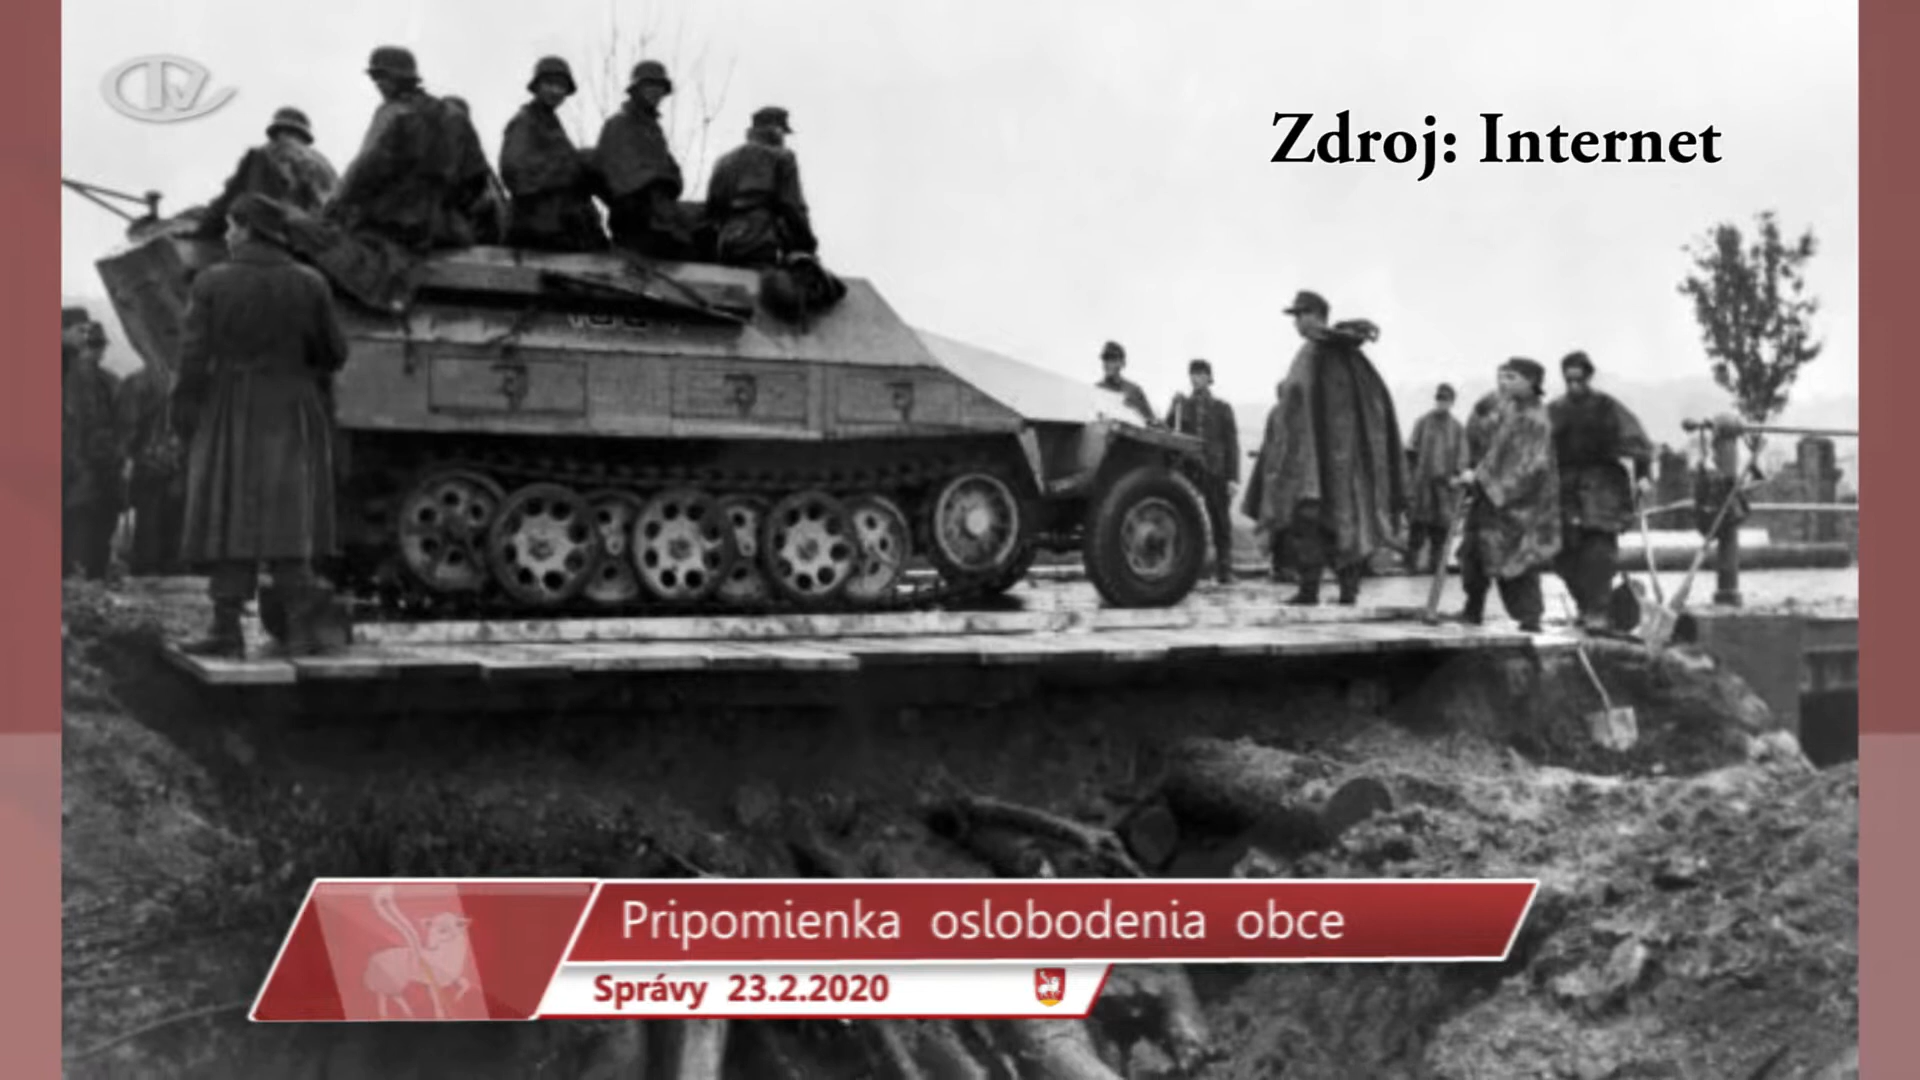 Zdroj: Internet
Pripomienka oslobodenia obce
Správy 23.2.2020